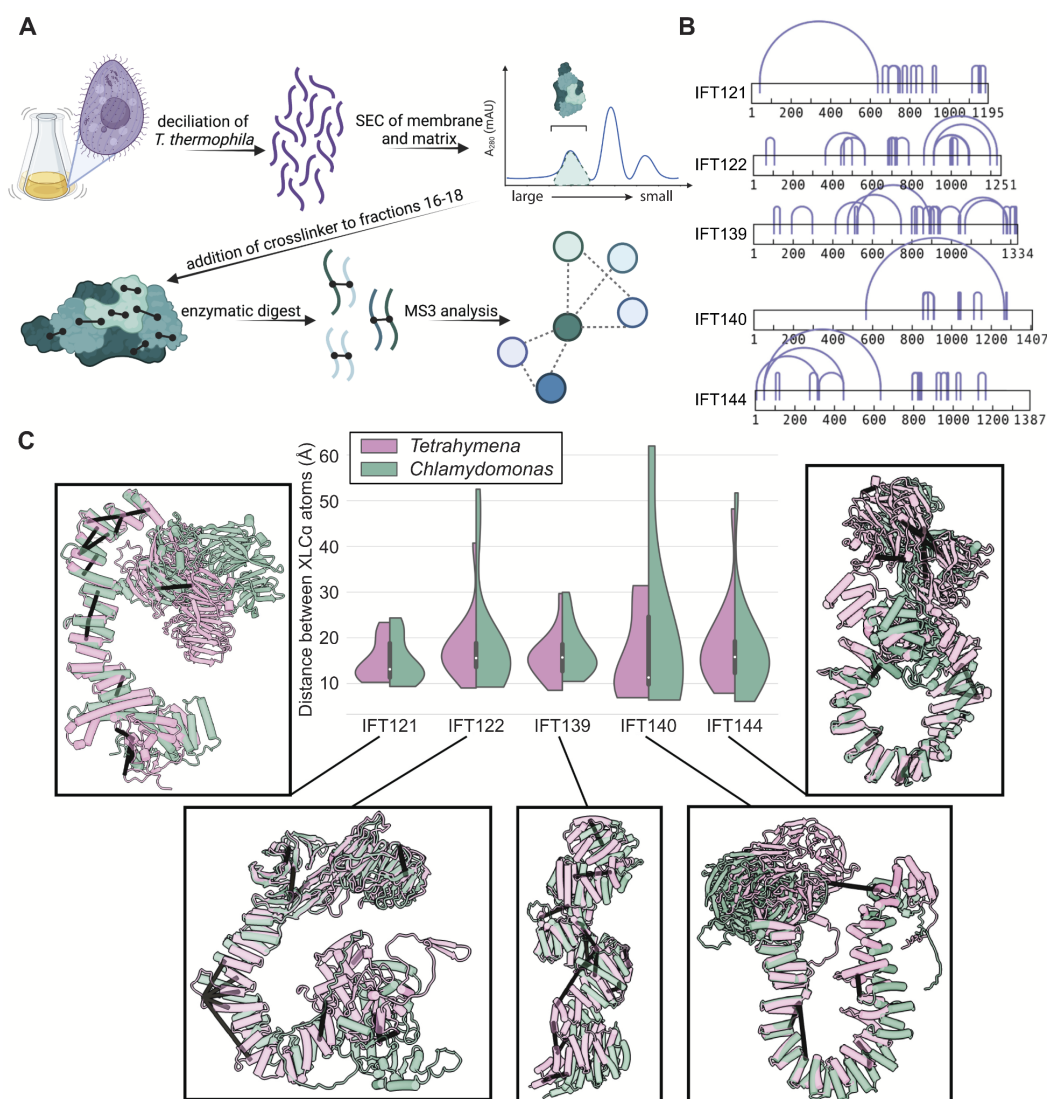 A
deciliation of
T. thermophila
SEC of membrane
and matrix
A280 (mAU)
large
small
addition of crosslinker to fractions 16-18
enzymatic digest
MS3 analysis
B
IFT121
1 200 400 600 800 1000 1195
IFT122
1 200 400 600 800 1000 1251
IFT139
1 200 400 600 800 1000 1334
IFT140
1 200 400 600 800 1000 1200 1407
IFT144
1 200 400 600 800 1000 1200 1387
C
Tetrahymena
Chlamydomonas
Distance between XLCα atoms (Å)
60
50
40
30
20
10
IFT121 IFT122 IFT139 IFT140 IFT144